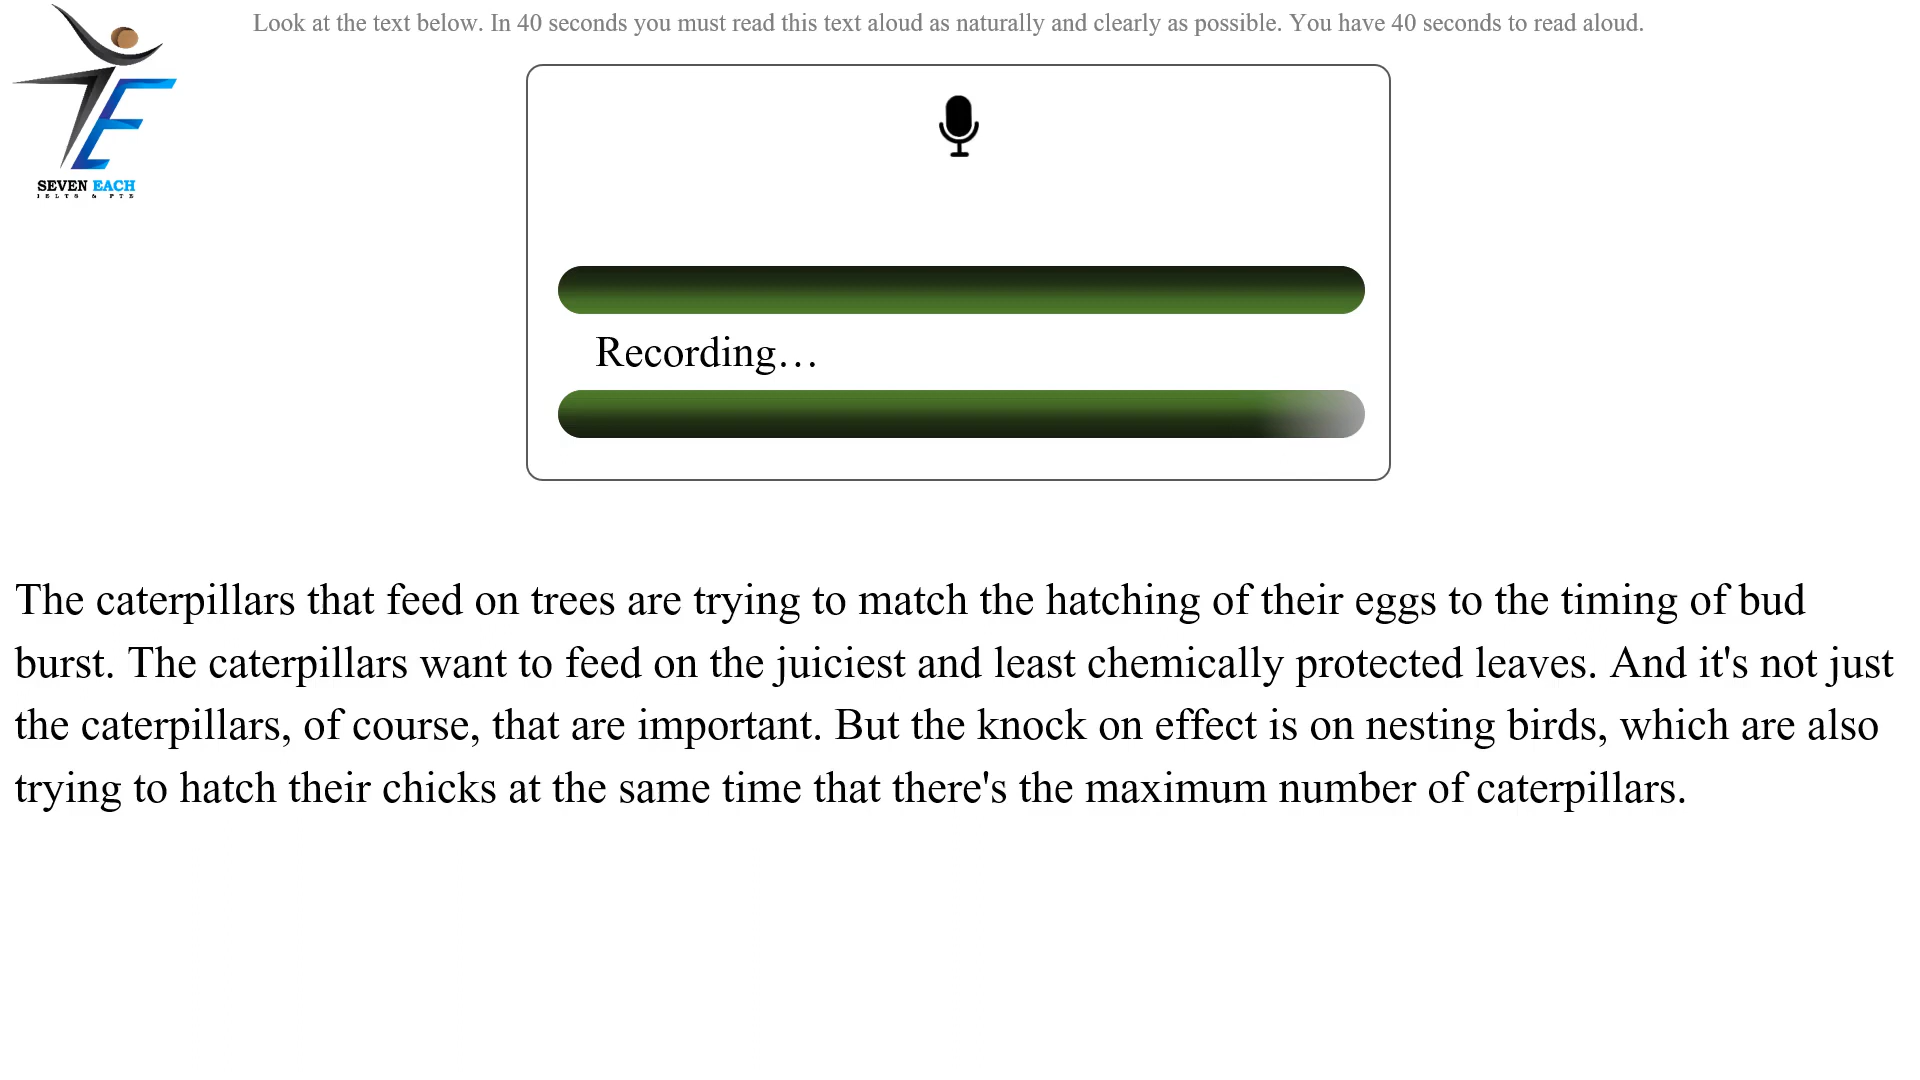 Look at the text below. In 40 seconds you must read this text aloud as naturally and clearly as possible. You have 40 seconds to read aloud.
SEVEN EACH
IELTS & PTE
Recording…
The caterpillars that feed on trees are trying to match the hatching of their eggs to the timing of bud
burst. The caterpillars want to feed on the juiciest and least chemically protected leaves. And it's not just
the caterpillars, of course, that are important. But the knock on effect is on nesting birds, which are also
trying to hatch their chicks at the same time that there's the maximum number of caterpillars.